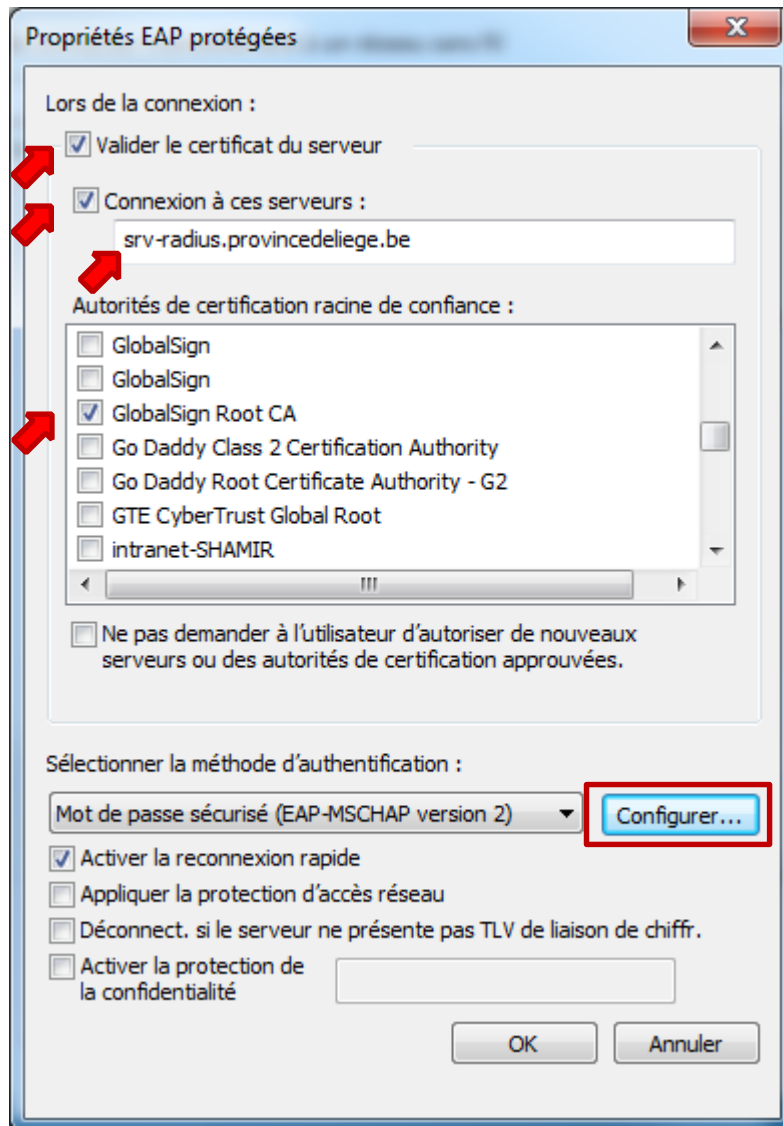 Propriétés EAP protégées
Lors de la connexion :
Valider le certificat du serveur
Connexion à ces serveurs :
srv-radius.provincedeliege.be
Autorités de certification racine de confiance :
GlobalSign
GlobalSign
GlobalSign Root CA
Go Daddy Class 2 Certification Authority
Go Daddy Root Certificate Authority - G2
GTE CyberTrust Global Root
intranet-SHAMIR
Ne pas demander à l'utilisateur d'autoriser de nouveaux
serveurs ou des autorités de certification approuvées.
Sélectionner la méthode d'authentification :
Mot de passe sécurisé (EAP-MSCHAP version 2)
Configurer...
Activer la reconnexion rapide
Appliquer la protection d'accès réseau
Déconnect. si le serveur ne présente pas TLV de liaison de chiffr.
Activer la protection de
la confidentialité
OK
Annuler